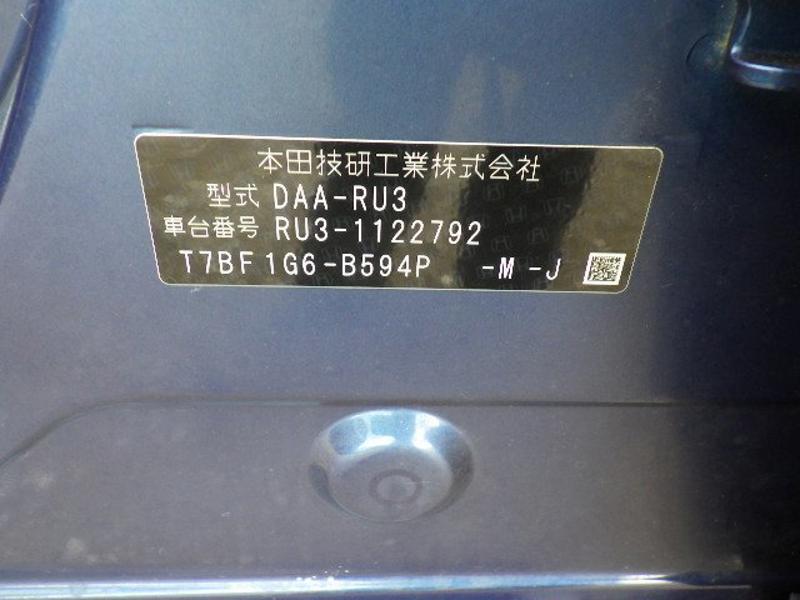 本田技研工業株式会社
型式 DAA-RU3
車台番号 RU3-1122792
T7BF1G6-B594P -M-J